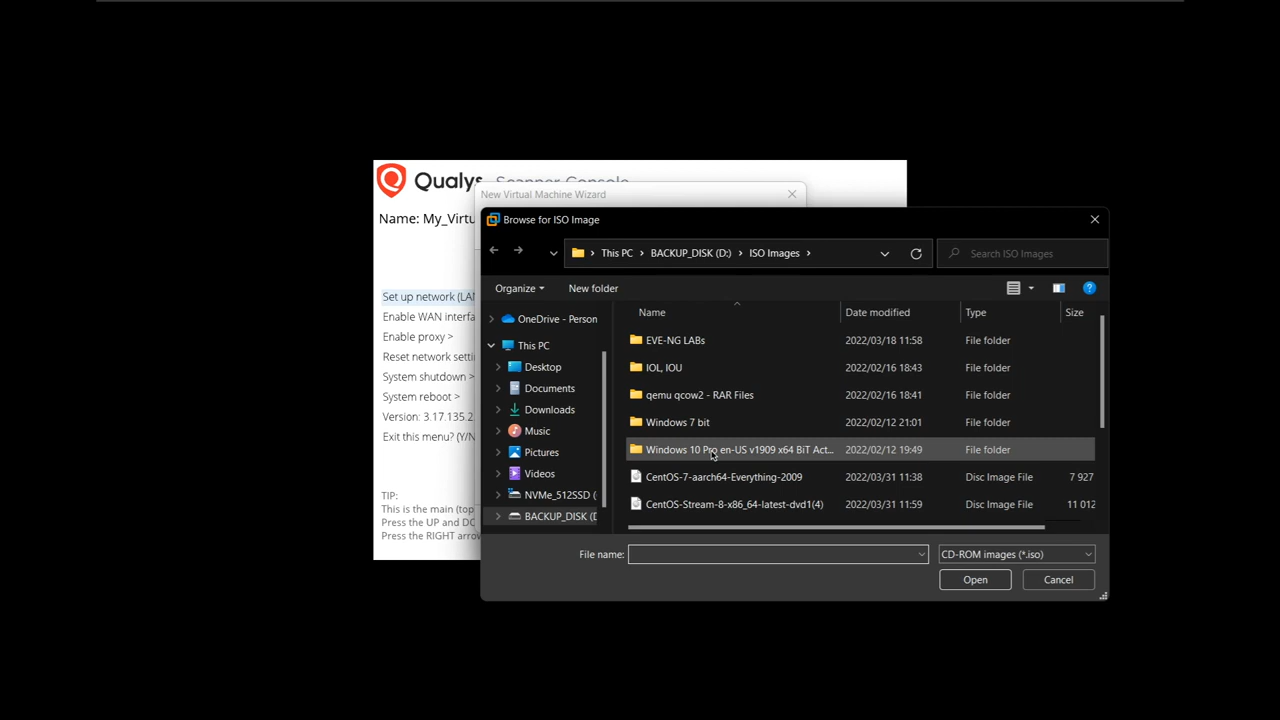 Qualys. Scanner Console
New Virtual Machine Wizard
Name: My_Virtu
Browse for ISO Image
This PC > BACKUP_DISK (D:) > ISO Images >
Search ISO Images
Organize
New folder
Name
Date modified
Type
Size
Set up network (LAN
Enable WAN interfa
Enable proxy >
Reset network setti
System shutdown >
System reboot >
Version: 3.17.135.2
Exit this menu? (Y/N
TIP:
This is the main (top
Press the UP and DO
Press the RIGHT arrow
OneDrive - Person
This PC
Desktop
Documents
Downloads
Music
Pictures
Videos
NVMe_512SSD (
BACKUP_DISK (D
EVE-NG LABs 2022/03/18 11:58 File folder
IOL, IOU 2022/02/16 18:43 File folder
qemu qcow2 - RAR Files 2022/02/16 18:41 File folder
Windows 7 bit 2022/02/12 21:01 File folder
Windows 10 Pro en-US v1909 x64 BiT Act... 2022/02/12 19:49 File folder
CentOS-7-aarch64-Everything-2009 2022/03/31 11:38 Disc Image File 7 927
CentOS-Stream-8-x86_64-latest-dvd1(4) 2022/03/31 11:59 Disc Image File 11 012
File name:
CD-ROM images (*.iso)
Open
Cancel